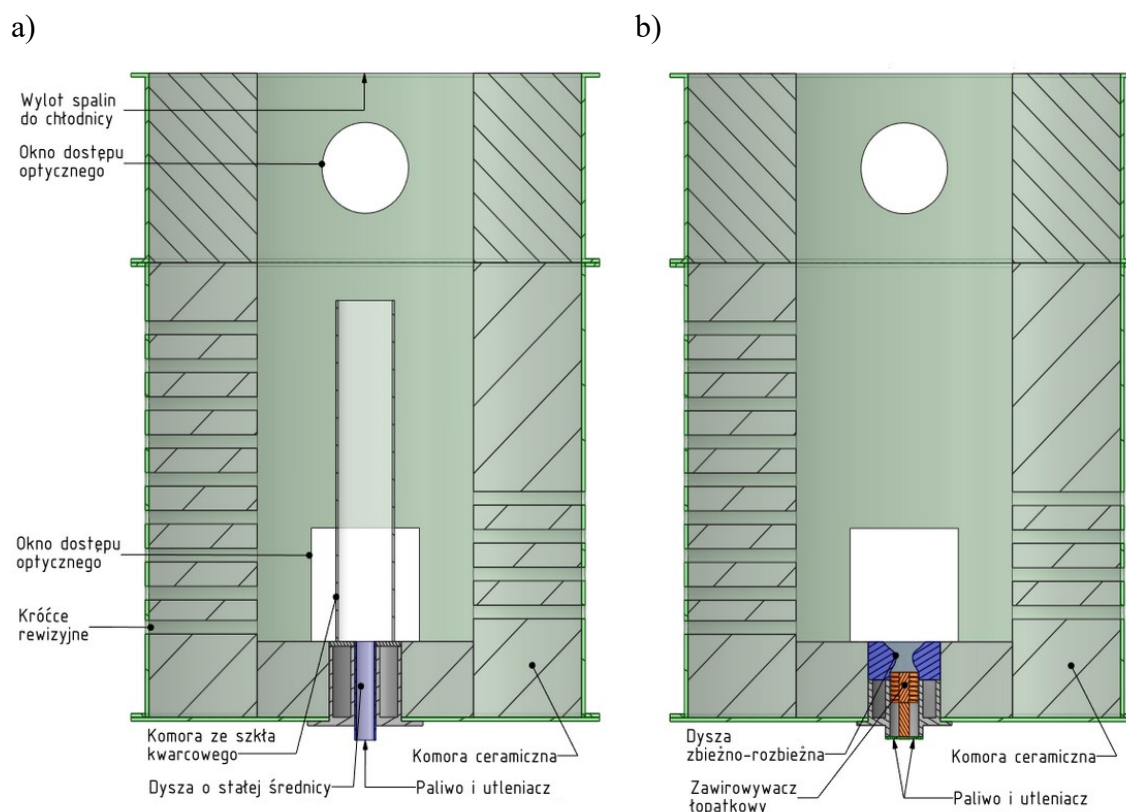 a)
b)
Wylot spalin
do chłodnicy
Okno dostępu
optycznego
Okno dostępu
optycznego
Króćce
rewizyjne
Komora ze szkła
kwarcowego
Dysza o stałej średnicy
Komora ceramiczna
Paliwo i utleniacz
Dysza
zbieżno-rozbieżna
Zawirowywacz
łopatkowy
Komora ceramiczna
Paliwo i utleniacz